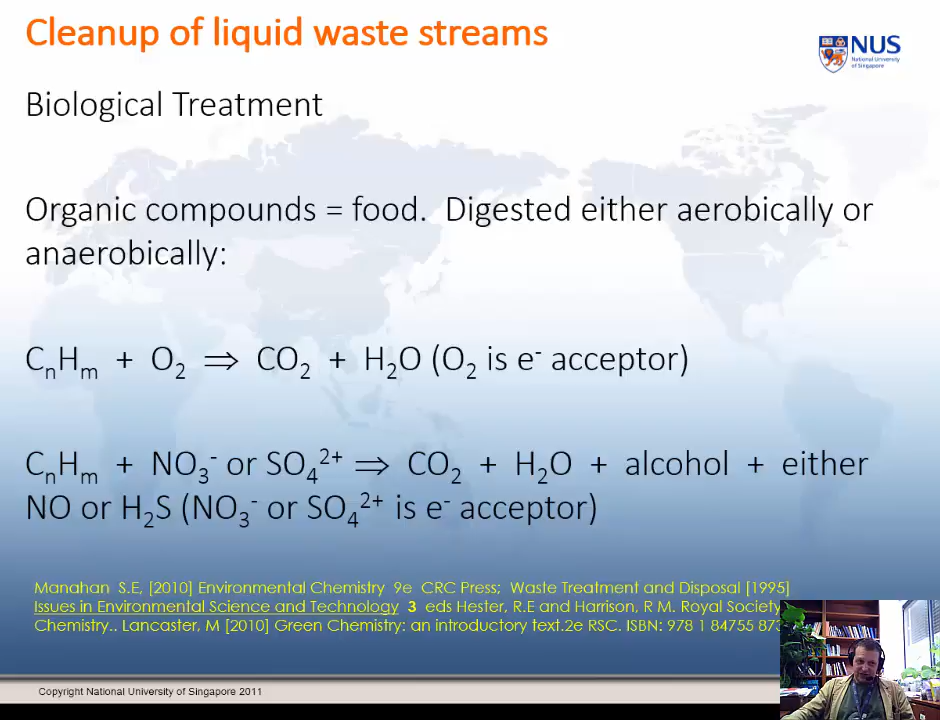 Cleanup of liquid waste streams
NUS
National University
of Singapore
Biological Treatment
Organic compounds = food. Digested either aerobically or
anaerobically:
CₙHₘ + O₂ ⇒ CO₂ + H₂O (O₂ is e⁻ acceptor)
CₙHₘ + NO₃⁻ or SO₄²⁺ ⇒ CO₂ + H₂O + alcohol + either
NO or H₂S (NO₃⁻ or SO₄²⁺ is e⁻ acceptor)
Manahan S.E, [2010] Environmental Chemistry 9e CRC Press; Waste Treatment and Disposal [1995]
Issues in Environmental Science and Technology 3 eds Hester, R.E and Harrison, R M. Royal Society
Chemistry.. Lancaster, M [2010] Green Chemistry: an introductory text.2e RSC. ISBN: 978 1 84755 873
Copyright National University of Singapore 2011